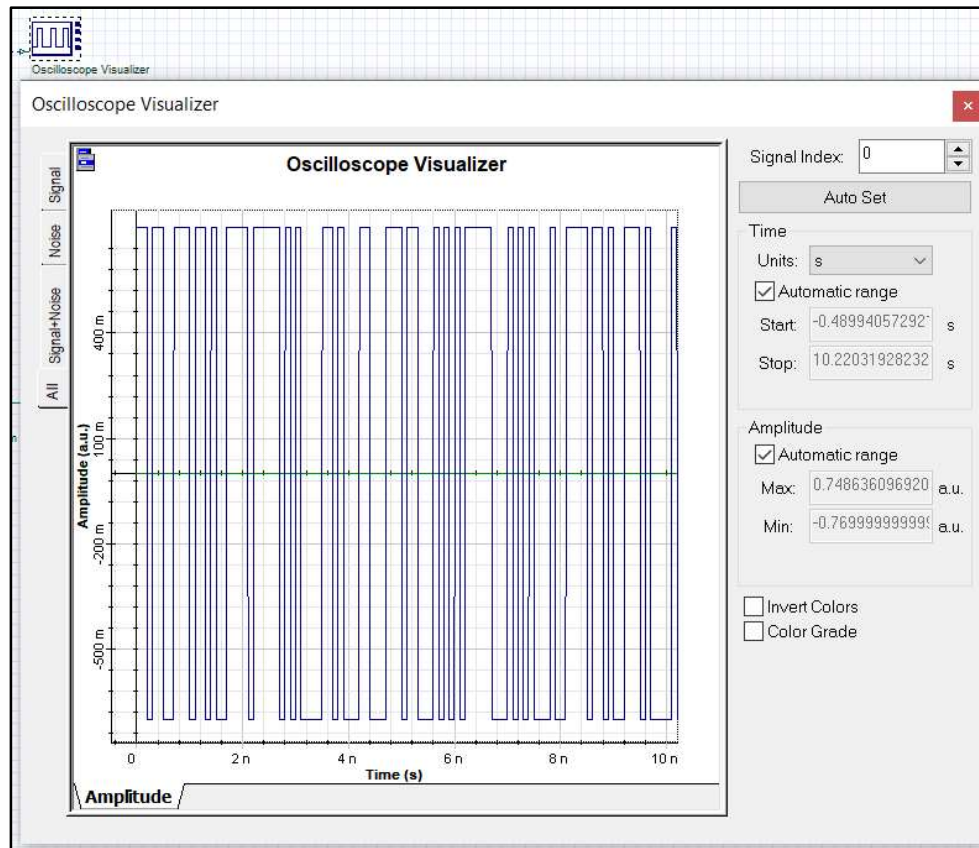 Oscilloscope Visualizer
Oscilloscope Visualizer
Signal
Noise
Signal+Noise
All
Oscilloscope Visualizer
Amplitude (a.u.)
400 m
100 m
-200 m
-500 m
0
2 n
4 n
6 n
8 n
10 n
Time (s)
Amplitude
Signal Index: 0
Auto Set
Time
Units: s
Automatic range
Start: -0.4899405729 s
Stop: 10.22031928232 s
Amplitude
Automatic range
Max: 0.748636096920 a.u.
Min: -0.76999999999 a.u.
Invert Colors
Color Grade